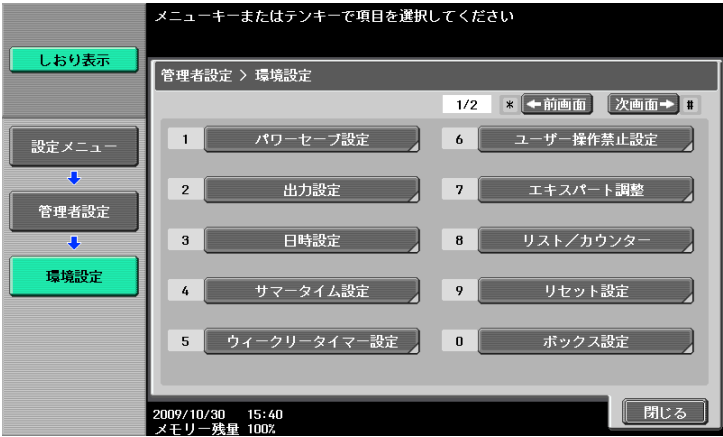 メニューキーまたはテンキーで項目を選択してください
しおり表示
管理者設定 > 環境設定
1/2 * ←前画面 次画面→ #
設定メニュー
管理者設定
環境設定
1 パワーセーブ設定
2 出力設定
3 日時設定
4 サマータイム設定
5 ウィークリータイマー設定
6 ユーザー操作禁止設定
7 エキスパート調整
8 リスト/カウンター
9 リセット設定
0 ボックス設定
2009/10/30 15:40
メモリー残量 100%
閉じる